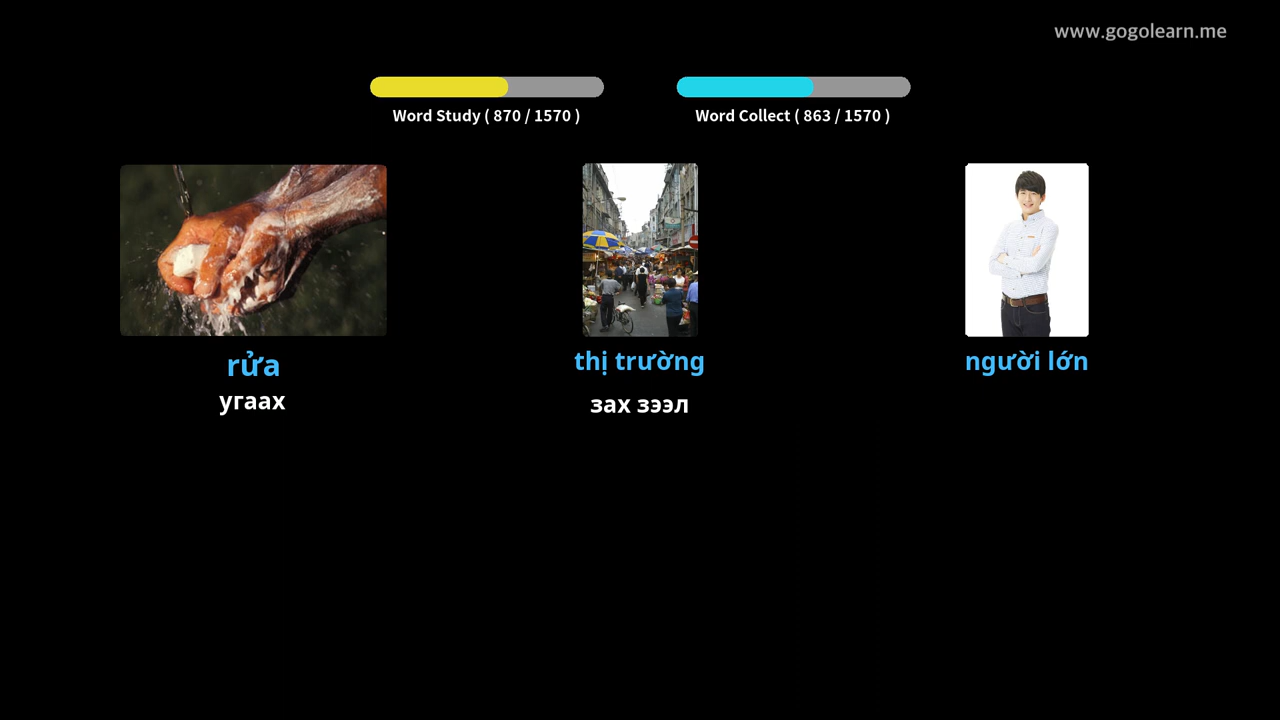 www.gogolearn.me
Word Study ( 870 / 1570 )
Word Collect ( 863 / 1570 )
rửa
угаах
thị trường
зах зээл
người lớn